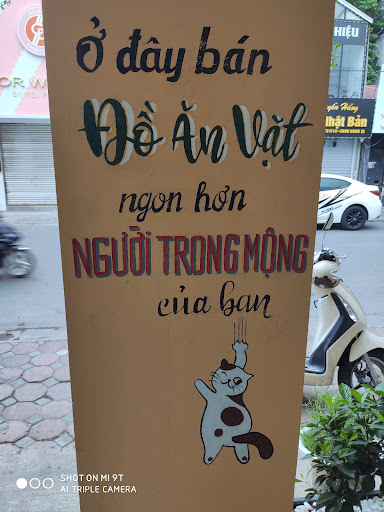 Ở đây bán
Đồ Ăn Vặt
ngon hơn
NGƯỜI TRONG MỘNG
của bạn
HIỆU
Nhật Bản
SHOT ON MI 9T
AI TRIPLE CAMERA